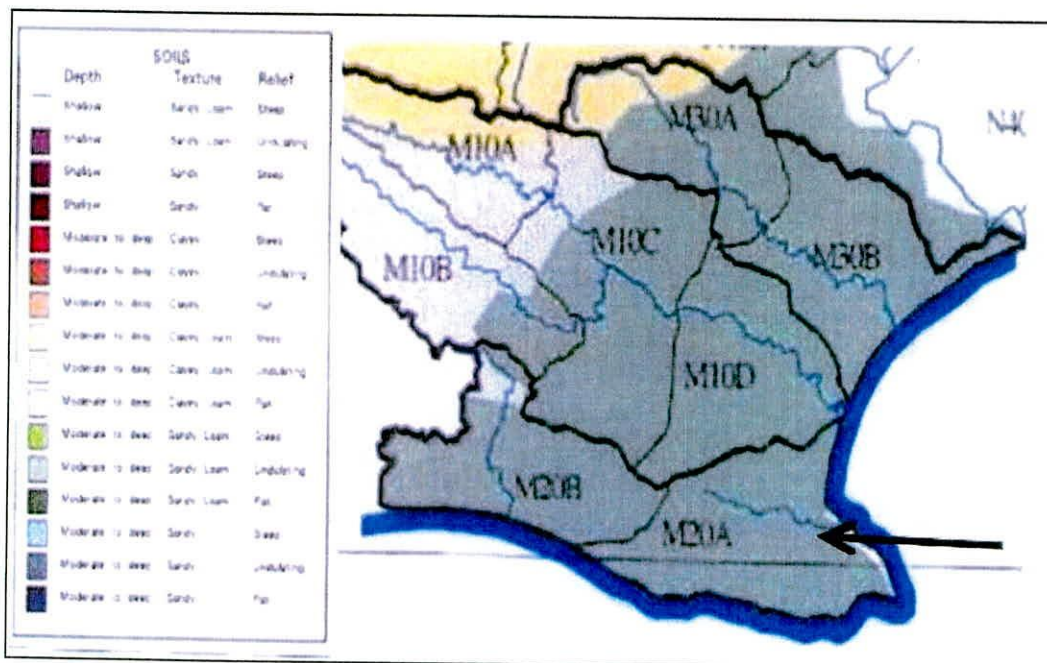 SOILS
Depth Texture Relief
Shallow Sandy Loam Steep
Shallow Sandy Loam Undulating
Shallow Sandy Steep
Shallow Sandy Flat
Moderate to deep Clayey Steep
Moderate to deep Clayey Undulating
Moderate to deep Clayey Flat
Moderate to deep Clayey Loam Steep
Moderate to deep Clayey Loam Undulating
Moderate to deep Clayey Loam Flat
Moderate to deep Sandy Loam Steep
Moderate to deep Sandy Loam Undulating
Moderate to deep Sandy Loam Flat
Moderate to deep Sandy Steep
Moderate to deep Sandy Undulating
Moderate to deep Sandy Flat
M30A
M10A
M10C
M10B
M30B
M10D
M20B
M20A